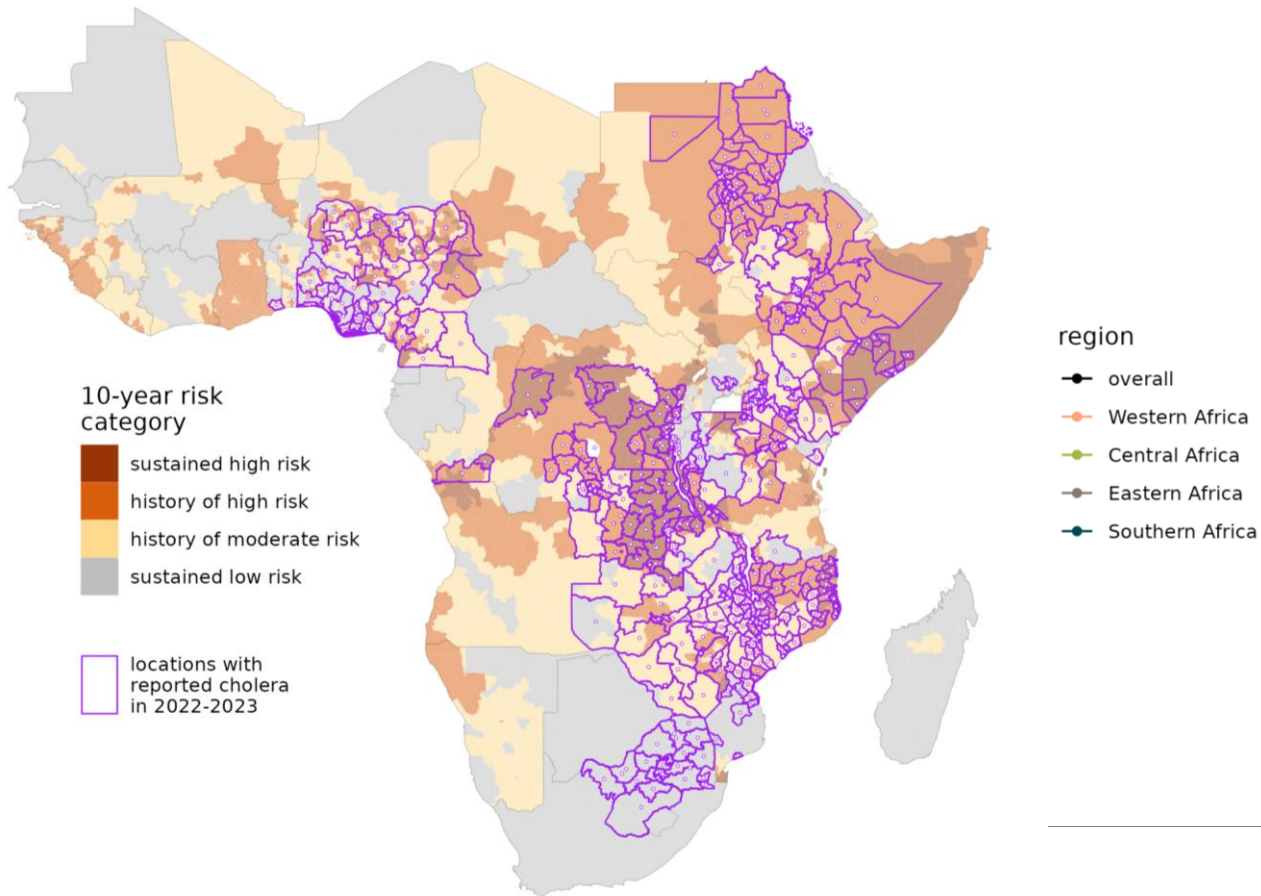 10-year risk
category
sustained high risk
history of high risk
history of moderate risk
sustained low risk
locations with
reported cholera
in 2022-2023
region
overall
Western Africa
Central Africa
Eastern Africa
Southern Africa